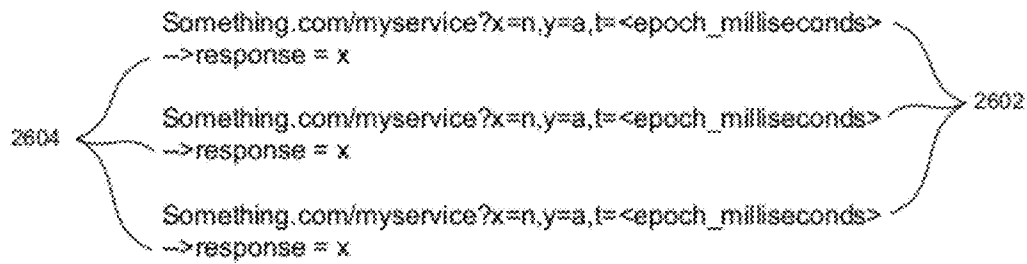 Something.com/myservice?x=n,y=a,t=<epoch_milliseconds>
-->response = x
2602
Something.com/myservice?x=n,y=a,t=<epoch_milliseconds>
2604
-->response = x
Something.com/myservice?x=n,y=a,t=<epoch_milliseconds>
-->response = x